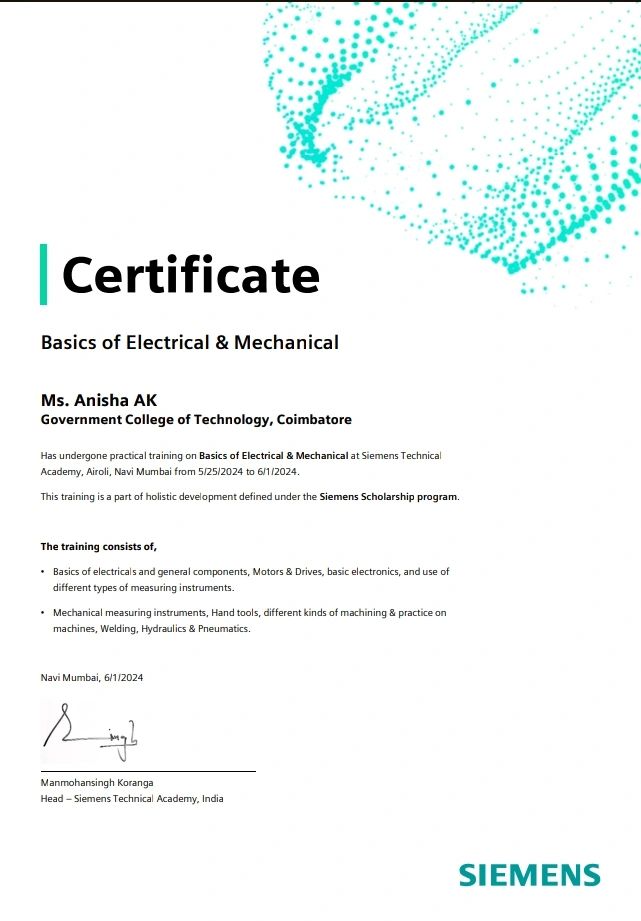 Certificate
Basics of Electrical & Mechanical
Ms. Anisha AK
Government College of Technology, Coimbatore
Has undergone practical training on Basics of Electrical & Mechanical at Siemens Technical
Academy, Airoli, Navi Mumbai from 5/25/2024 to 6/1/2024.
This training is a part of holistic development defined under the Siemens Scholarship program.
The training consists of,
• Basics of electricals and general components, Motors & Drives, basic electronics, and use of
different types of measuring instruments.
• Mechanical measuring instruments, Hand tools, different kinds of machining & practice on
machines, Welding, Hydraulics & Pneumatics.
Navi Mumbai, 6/1/2024
Manmohansingh Koranga
Head – Siemens Technical Academy, India
SIEMENS